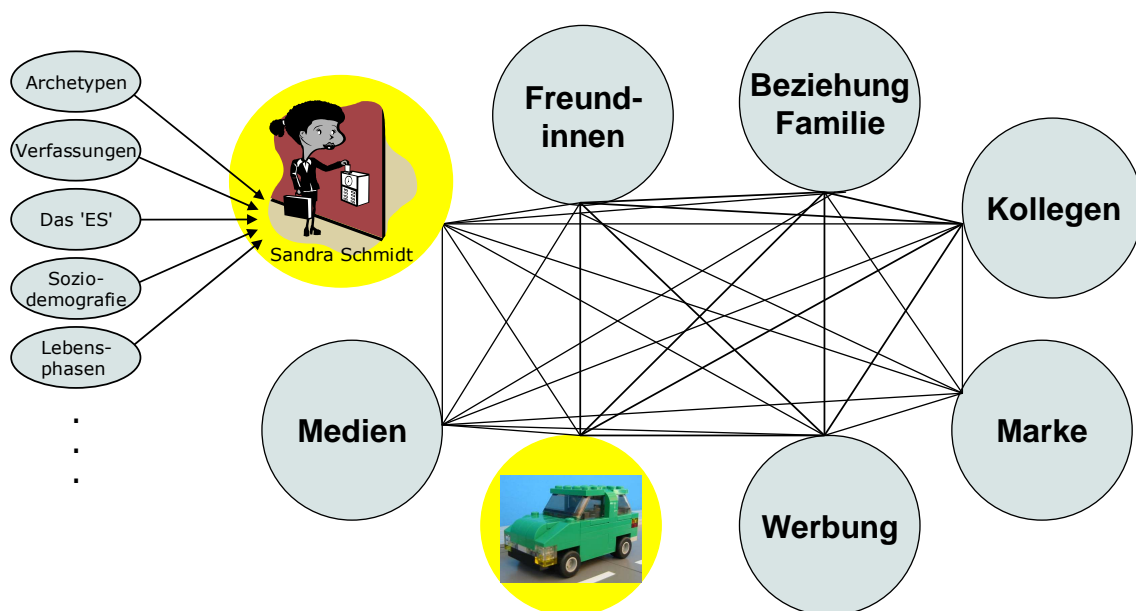 Archetypen
Verfassungen
Das 'ES'
Sozio-
demografie
Lebens-
phasen
.
.
.
Sandra Schmidt
Freund-
innen
Beziehung
Familie
Kollegen
Medien
Werbung
Marke